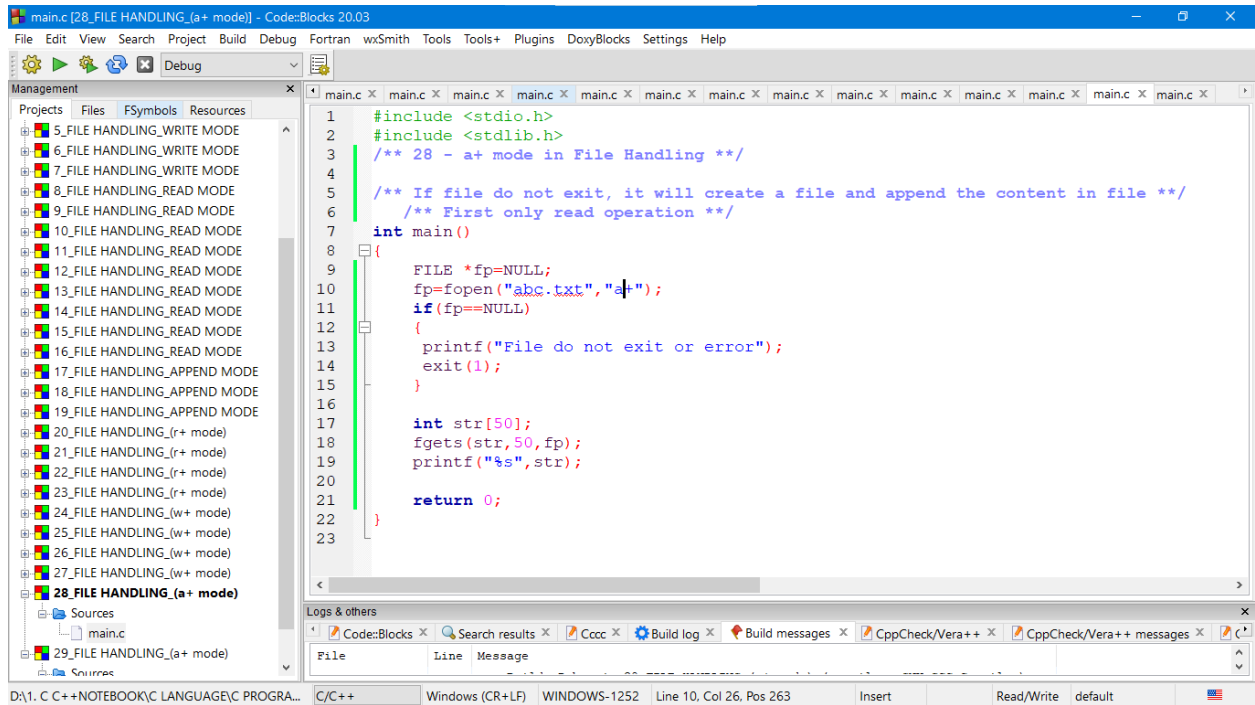 main.c [28_FILE HANDLING_(a+ mode)] - Code::Blocks 20.03
File Edit View Search Project Build Debug Fortran wxSmith Tools Tools+ Plugins DoxyBlocks Settings Help
Debug
Management
main.c main.c main.c main.c main.c main.c main.c main.c main.c main.c main.c main.c main.c main.c
Projects Files FSymbols Resources
5_FILE HANDLING_WRITE MODE
6_FILE HANDLING_WRITE MODE
7_FILE HANDLING_WRITE MODE
8_FILE HANDLING_READ MODE
9_FILE HANDLING_READ MODE
10_FILE HANDLING_READ MODE
11_FILE HANDLING_READ MODE
12_FILE HANDLING_READ MODE
13_FILE HANDLING_READ MODE
14_FILE HANDLING_READ MODE
15_FILE HANDLING_READ MODE
16_FILE HANDLING_READ MODE
17_FILE HANDLING_APPEND MODE
18_FILE HANDLING_APPEND MODE
19_FILE HANDLING_APPEND MODE
20_FILE HANDLING_(r+ mode)
21_FILE HANDLING_(r+ mode)
22_FILE HANDLING_(r+ mode)
23_FILE HANDLING_(r+ mode)
24_FILE HANDLING_(w+ mode)
25_FILE HANDLING_(w+ mode)
26_FILE HANDLING_(w+ mode)
27_FILE HANDLING_(w+ mode)
28_FILE HANDLING_(a+ mode)
Sources
main.c
29_FILE HANDLING_(a+ mode)
Sources
1 #include <stdio.h>
2 #include <stdlib.h>
3 /** 28 - a+ mode in File Handling **/
4
5 /** If file do not exit, it will create a file and append the content in file **/
6 /** First only read operation **/
7 int main()
8 {
9 FILE *fp=NULL;
10 fp=fopen("abc.txt","a+");
11 if(fp==NULL)
12 {
13 printf("File do not exit or error");
14 exit(1);
15 }
16
17 int str[50];
18 fgets(str,50,fp);
19 printf("%s",str);
20
21 return 0;
22 }
23
Logs & others
Code::Blocks Search results Cccc Build log Build messages CppCheck/Vera++ CppCheck/Vera++ messages
File Line Message
D:\1. C C++NOTEBOOK\C LANGUAGE\C PROGRA... C/C++ Windows (CR+LF) WINDOWS-1252 Line 10, Col 26, Pos 263 Insert Read/Write default